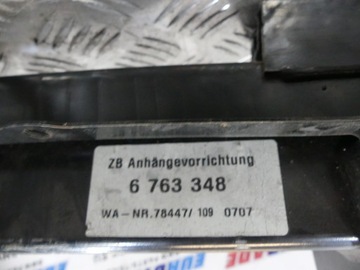 ZB Anhängevorrichtung
6 763 348
WA-NR.78447/ 109 0707